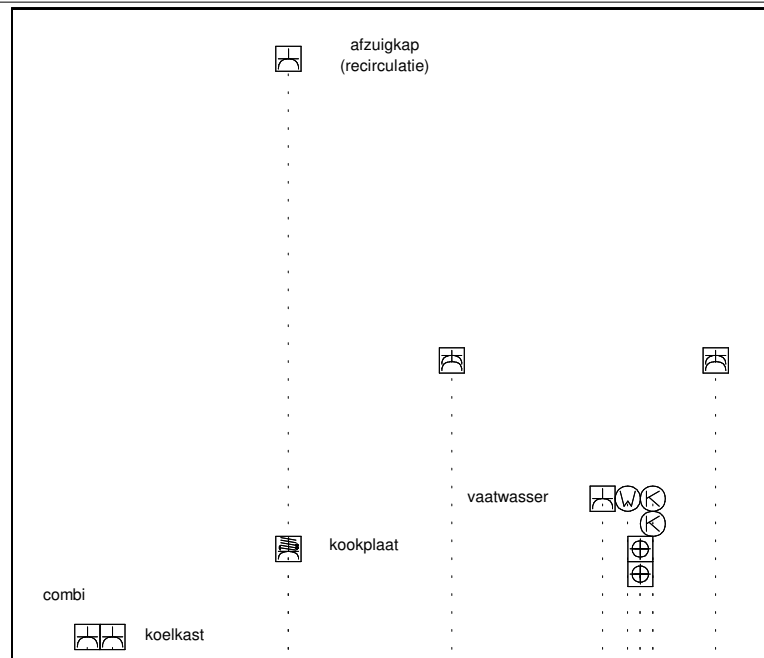 afzuigkap
(recirculatie)
vaatwasser
W K
K
kookplaat
combi
koelkast